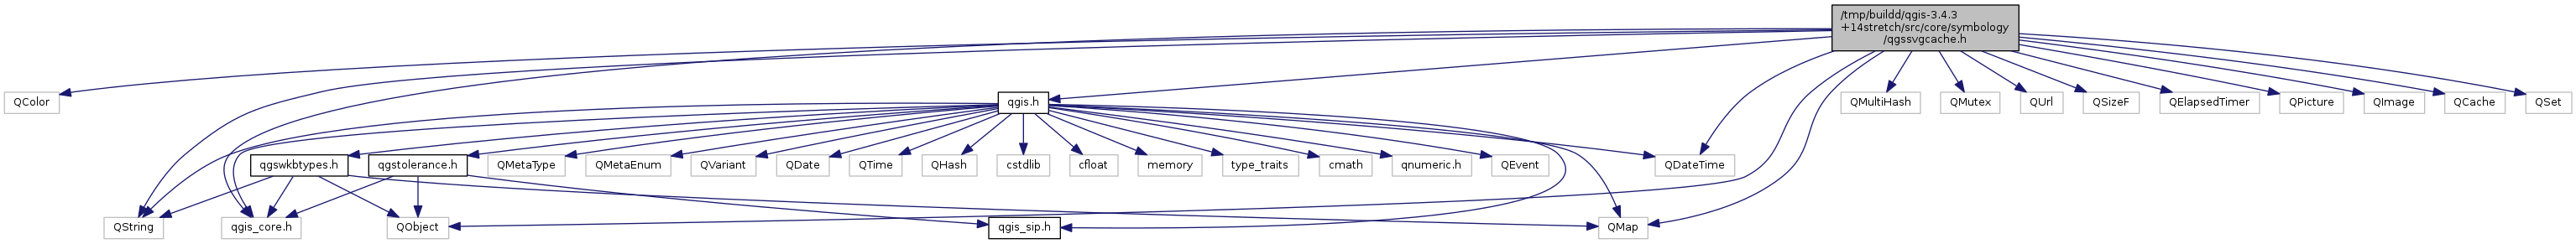 /tmp/buildd/qgis-3.4.3
+14stretch/src/core/symbology
/qgssvgcache.h
QColor
qgis.h
QMultiHash
QMutex
QUrl
QSizeF
QElapsedTimer
QPicture
QImage
QCache
QSet
qgswkbtypes.h
qgstolerance.h
QMetaType
QMetaEnum
QVariant
QDate
QTime
QHash
cstdlib
cfloat
memory
type_traits
cmath
qnumeric.h
QEvent
QDateTime
QString
qgis_core.h
QObject
qgis_sip.h
QMap